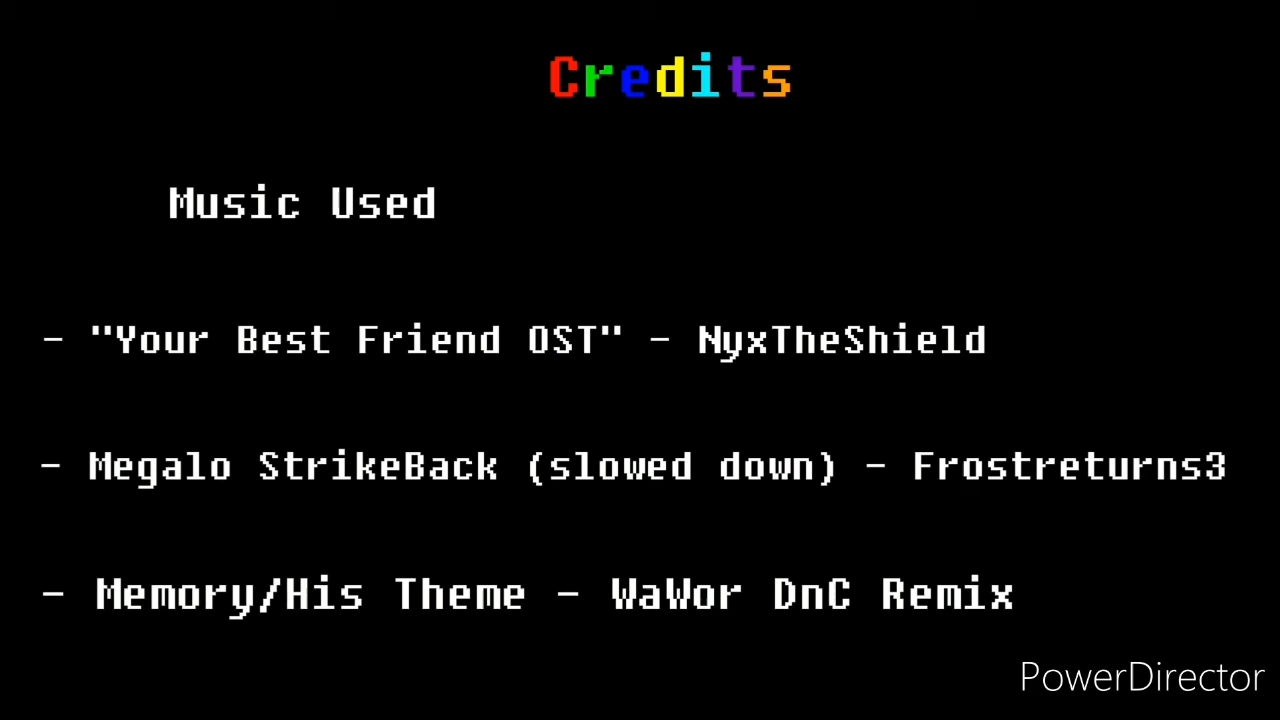 Credits
Music Used
- "Your Best Friend OST" - NyxTheShield
- Megalo StrikeBack (slowed down) - Frostreturns3
- Memory/His Theme - WaWor DnC Remix
PowerDirector